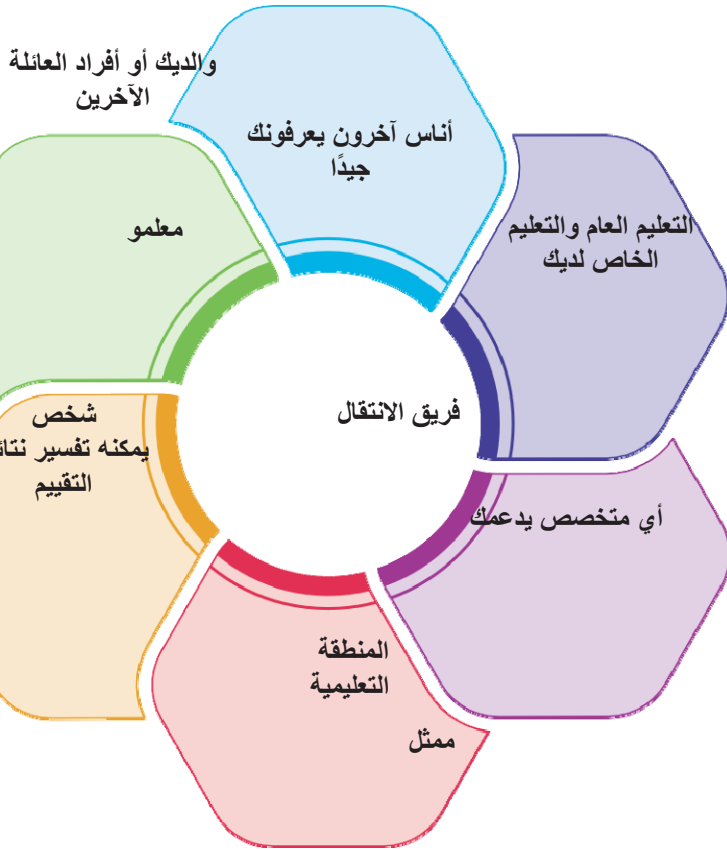 والديك أو أفراد العائلة
الآخرين
أناس آخرون يعرفونك
جيدًا
التعليم العام والتعليم
الخاص لديك
معلمو
فريق الانتقال
شخص
يمكنه تفسير
التقييم
أي متخصص يدعمك
المنطقة
التعليمية
ممثل